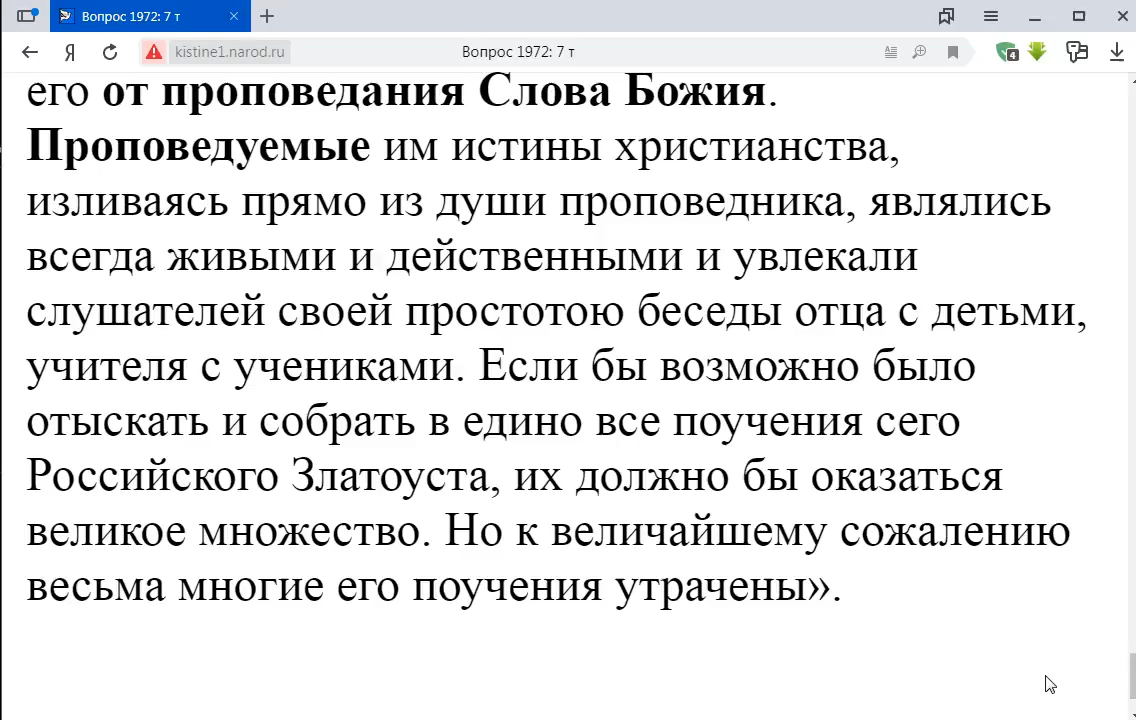 Вопрос 1972: 7 т
kistine1.narod.ru
Вопрос 1972: 7 т
4
его от проповедания Слова Божия.
Проповедуемые им истины христианства,
изливаясь прямо из души проповедника, являлись
всегда живыми и действенными и увлекали
слушателей своей простотою беседы отца с детьми,
учителя с учениками. Если бы возможно было
отыскать и собрать в едино все поучения сего
Российского Златоуста, их должно бы оказаться
великое множество. Но к величайшему сожалению
весьма многие его поучения утрачены».